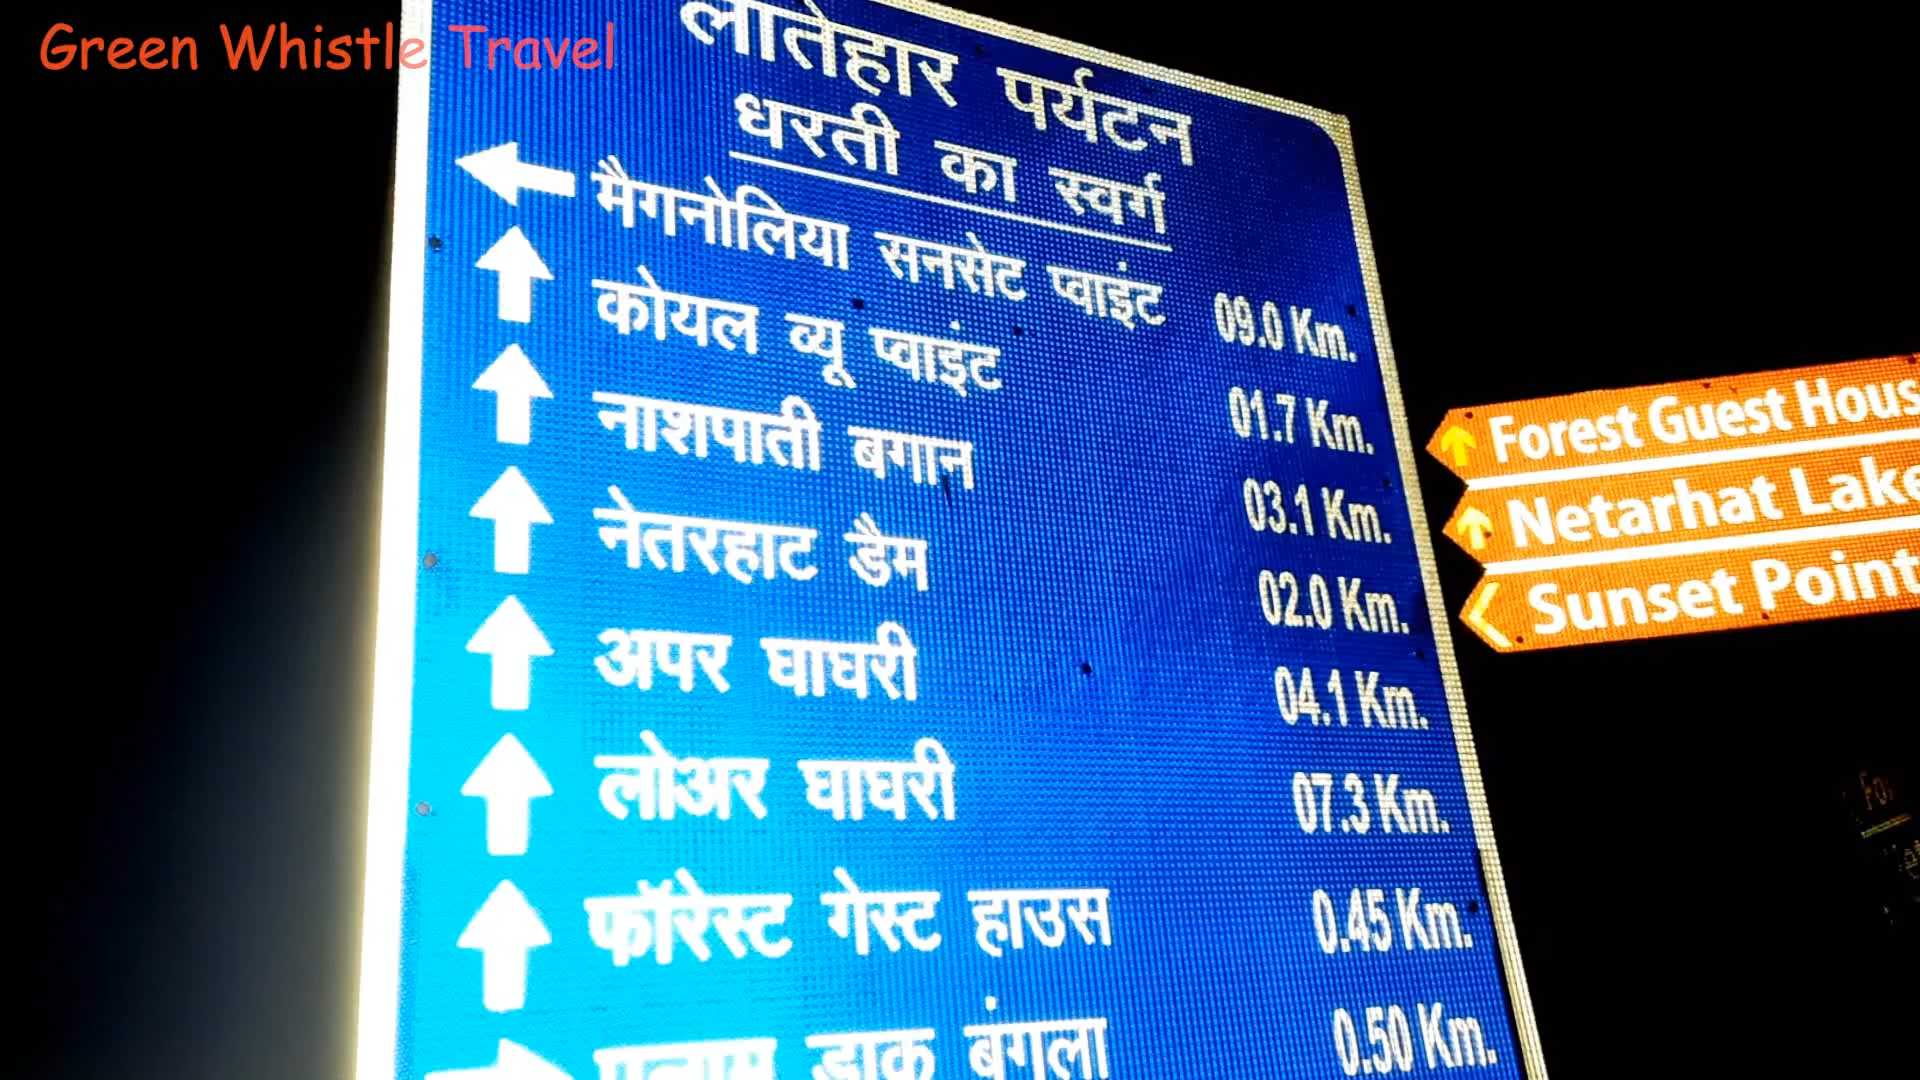 Green Whistle Travel
लातेहार पर्यटन
धरती का स्वर्ग
मैगनोलिया सनसेट प्वाइंट 09.0 Km.
कोयल व्यू प्वाइंट 01.7 Km.
नाशपाती बगान 03.1 Km.
नेतरहाट डैम 02.0 Km.
अपर घाघरी 04.1 Km.
लोअर घाघरी 07.3 Km.
फॉरेस्ट गेस्ट हाउस 0.45 Km.
डाक बंगला 0.50 Km.
Forest Guest Hous
Netarhat Lake
Sunset Point